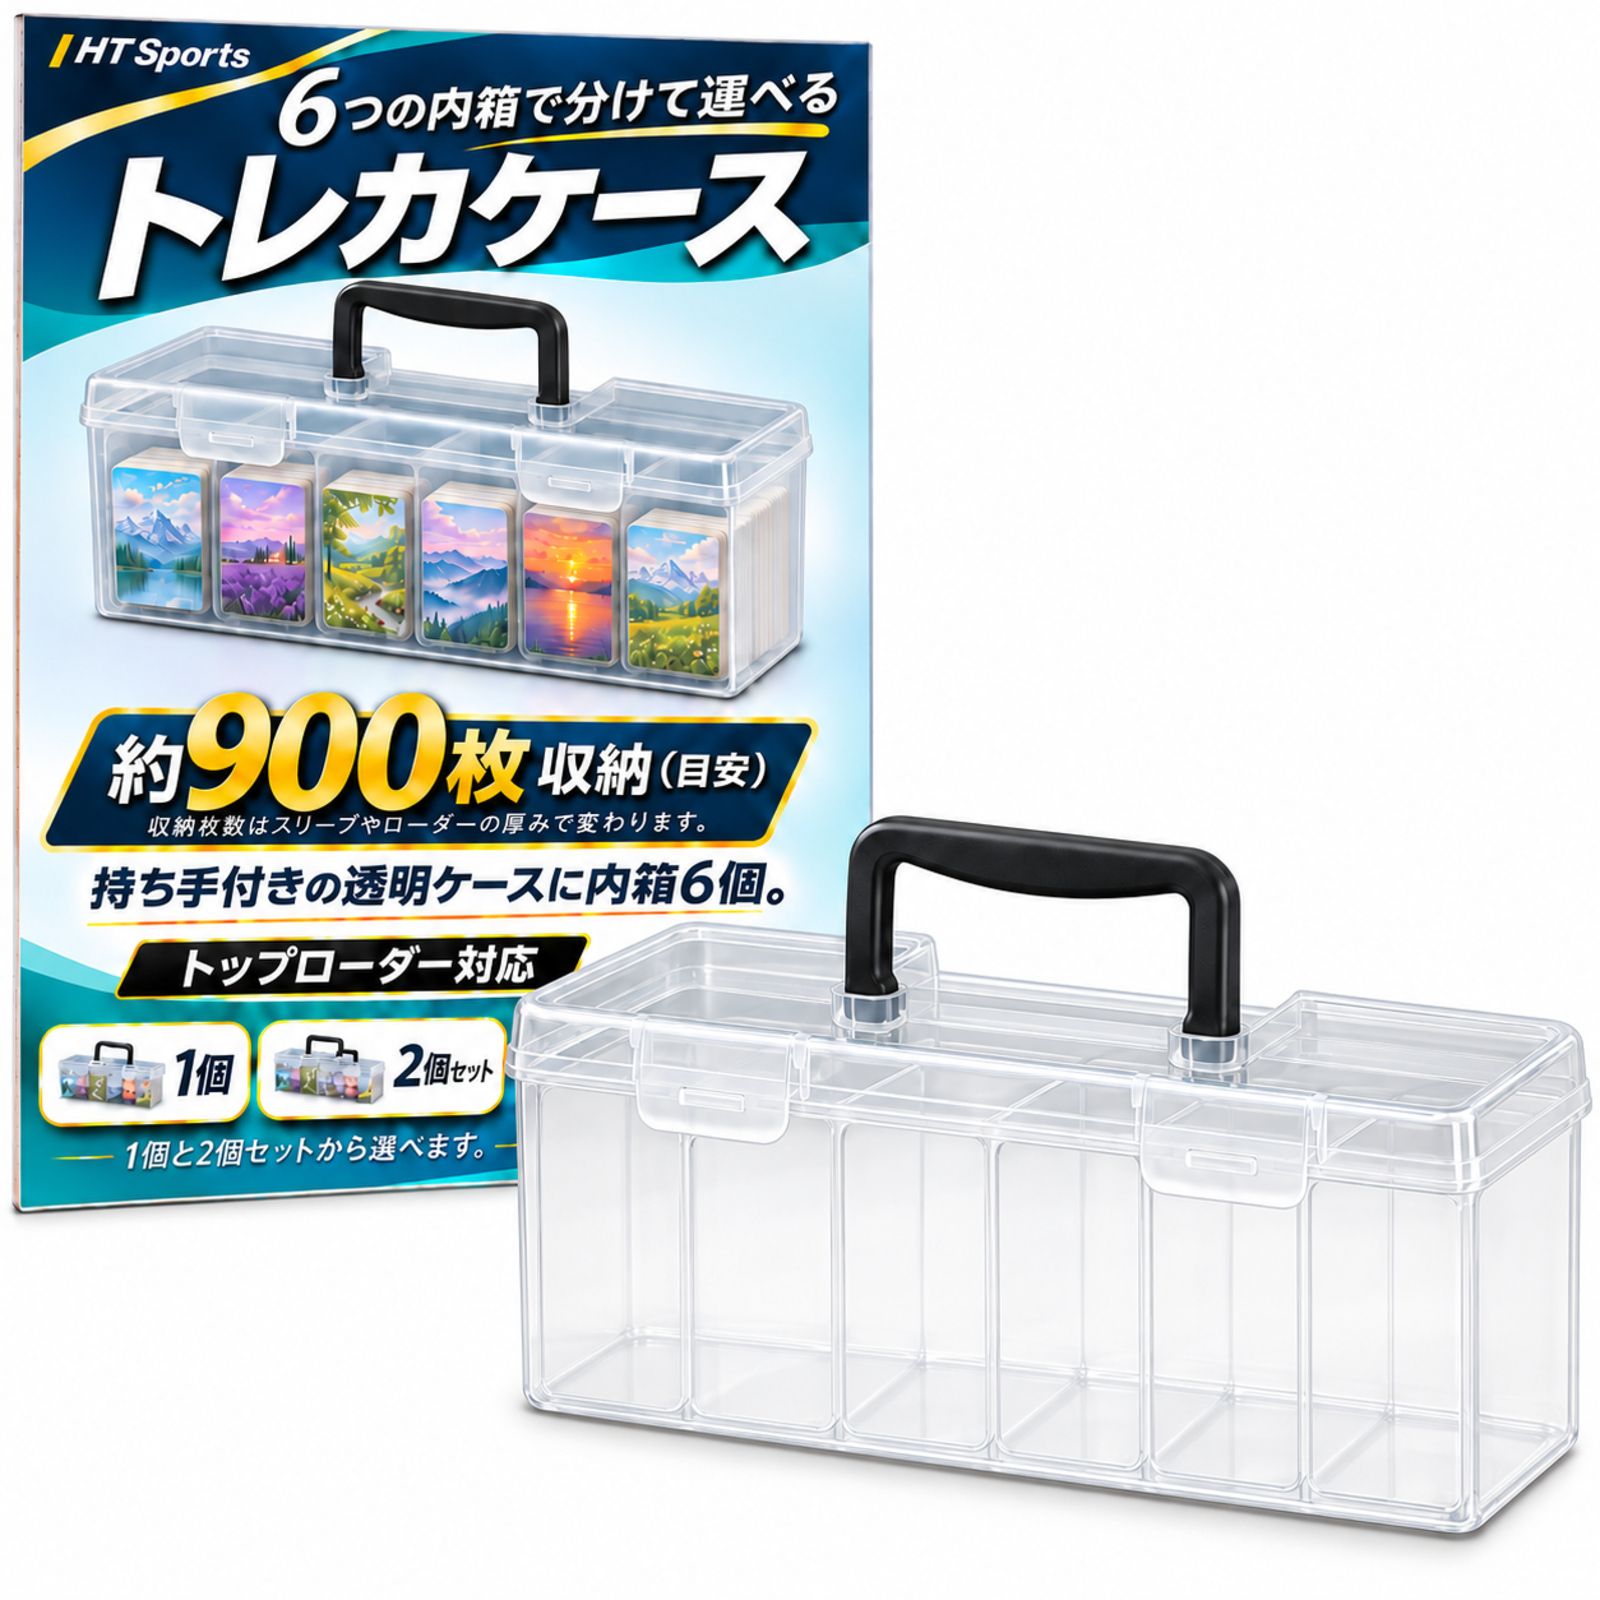 HT Sports
6つの内箱で分けて運べる
トレカケース
約900枚収納（目安）
収納枚数はスリーブやローダーの厚みで変わります。
持ち手付きの透明ケースに内箱6個。
トップローダー対応
1個
2個セット
1個と2個セットから選べます。